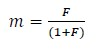 m = F/(1+F)